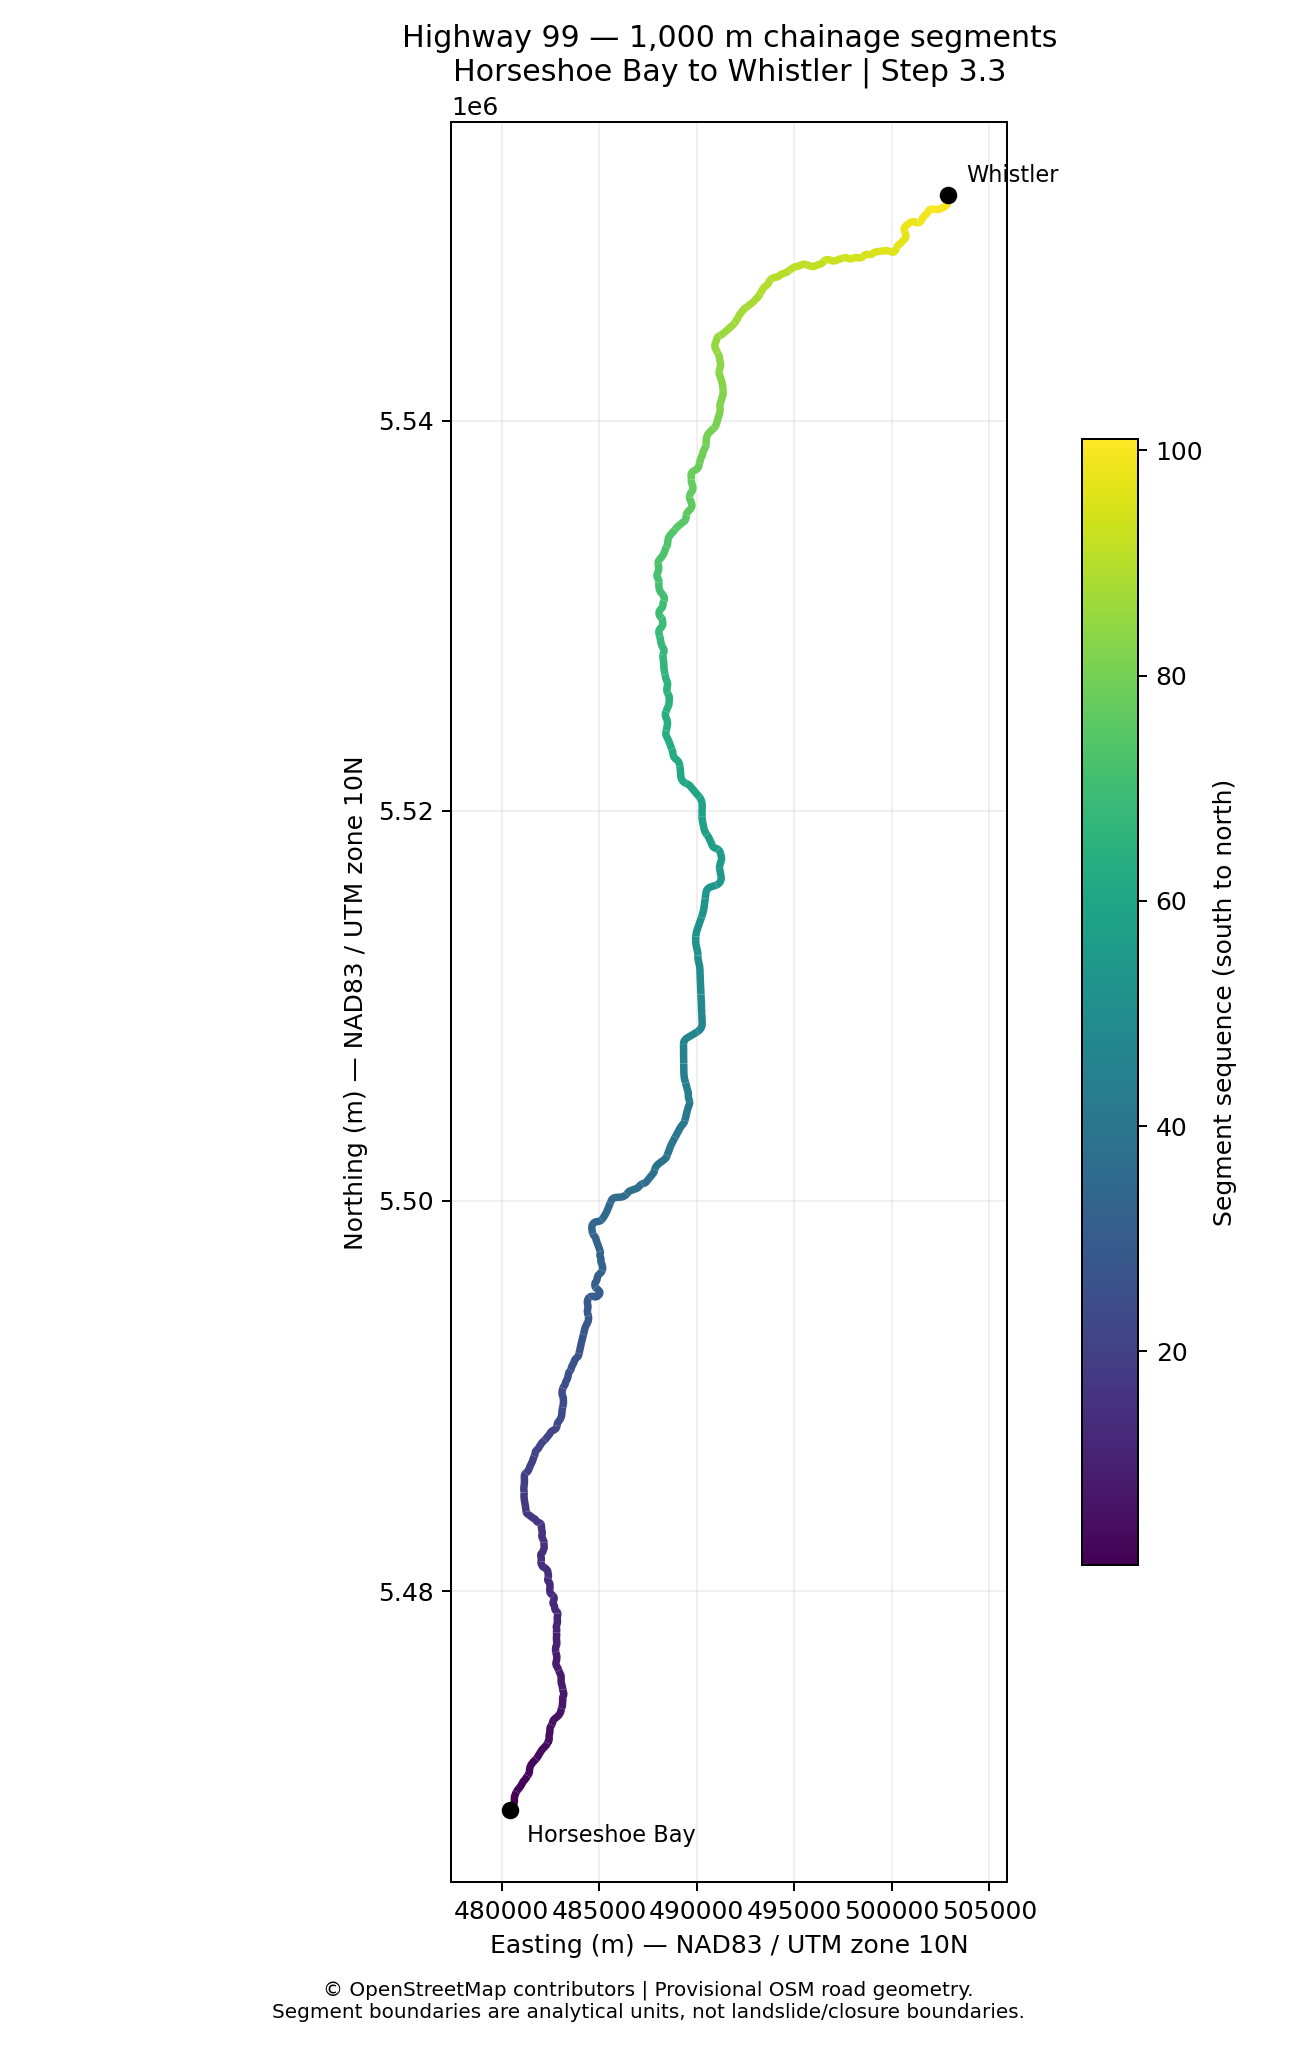 Highway 99 — 1,000 m chainage segments
Horseshoe Bay to Whistler | Step 3.3
1e6
Whistler
5.54
5.52
5.50
5.48
Northing (m) — NAD83 / UTM zone 10N
100
80
60
40
20
Segment sequence (south to north)
Horseshoe Bay
480000 485000 490000 495000 500000 505000
Easting (m) — NAD83 / UTM zone 10N
© OpenStreetMap contributors | Provisional OSM road geometry.
Segment boundaries are analytical units, not landslide/closure boundaries.